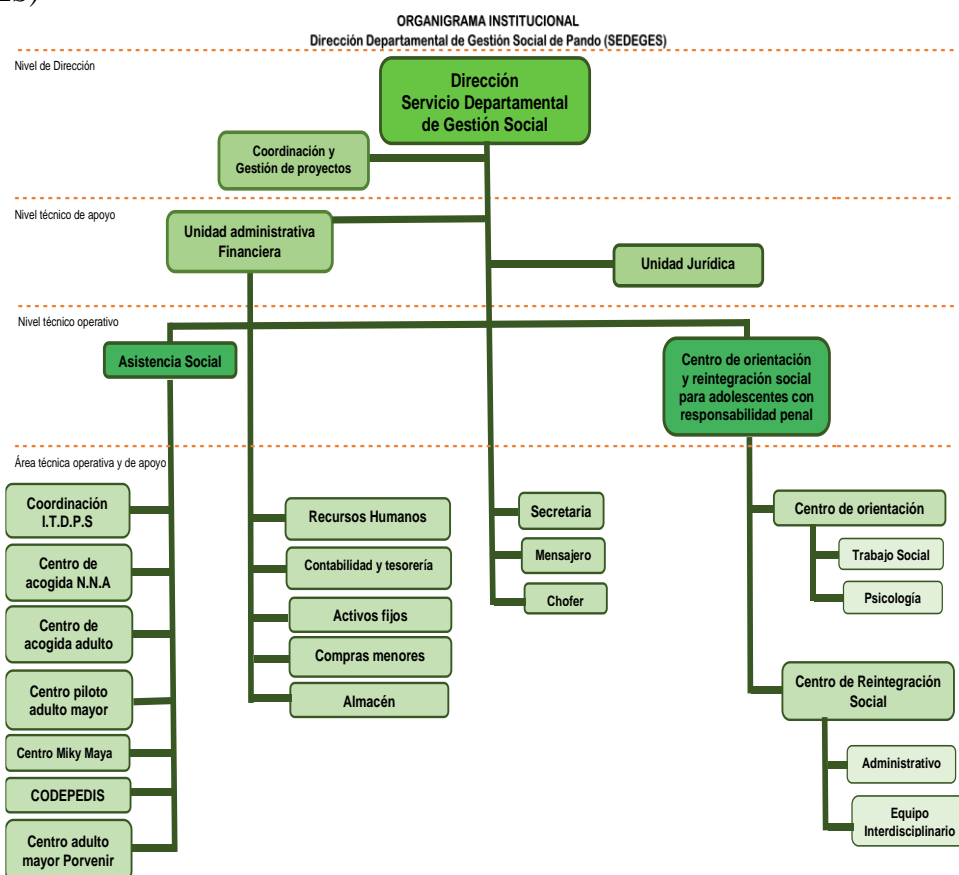 ORGANIGRAMA INSTITUCIONAL
Dirección Departamental de Gestión Social de Pando (SEDEGES)
Nivel de Dirección
Dirección
Servicio Departamental
de Gestión Social
Coordinación y
Gestión de proyectos
Nivel técnico de apoyo
Unidad administrativa
Financiera
Unidad Jurídica
Nivel técnico operativo
Asistencia Social
Centro de orientación
y reintegración social
para adolescentes con
responsabilidad penal
Área técnica operativa y de apoyo
Coordinación
I.T.D.P.S
Centro de
acogida N.N.A
Centro de
acogida adulto
Centro piloto
adulto mayor
Centro Miky Maya
CODEPEDIS
Centro adulto
mayor Porvenir
Recursos Humanos
Contabilidad y tesorería
Activos fijos
Compras menores
Almacén
Secretaria
Mensajero
Chofer
Centro de orientación
Trabajo Social
Psicología
Centro de Reintegración
Social
Administrativo
Equipo
Interdisciplinario